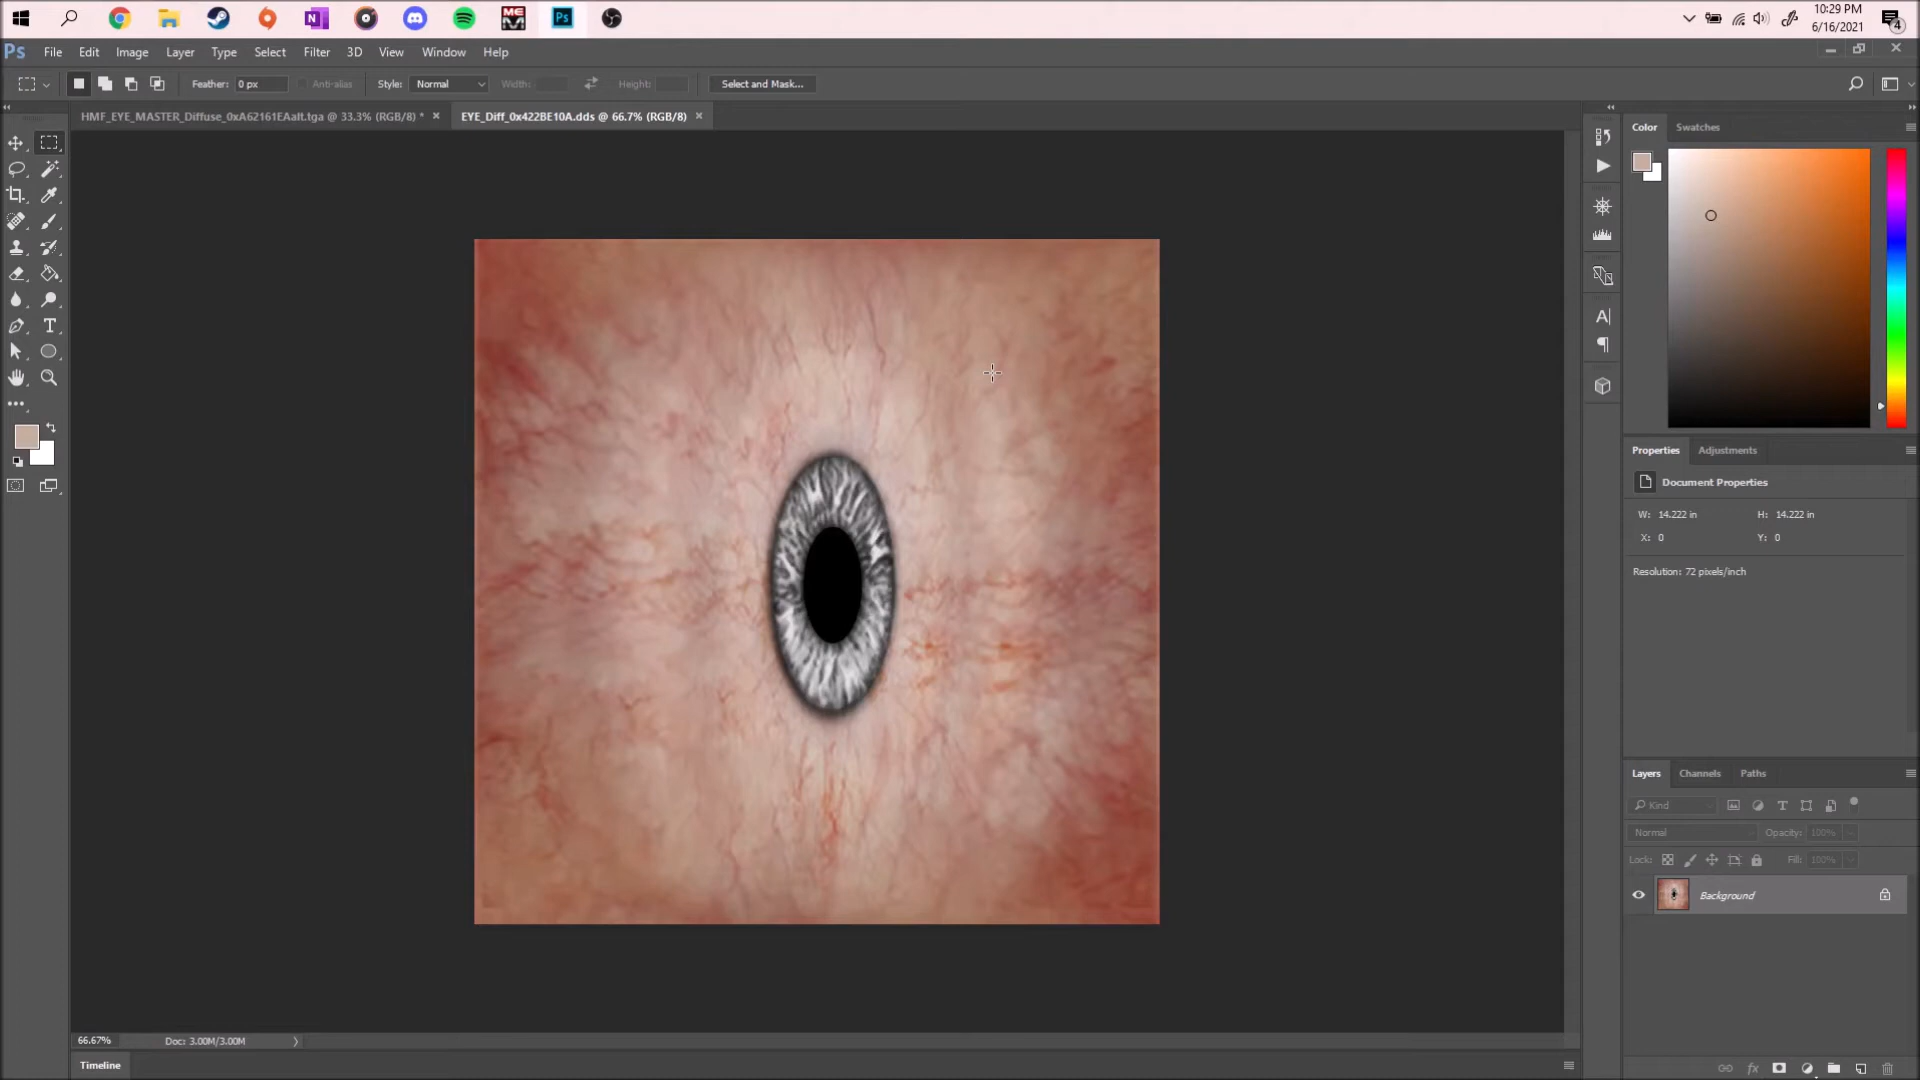 10:29 PM
6/16/2021
4
Ps
File Edit Image Layer Type Select Filter 3D View Window Help
Feather: 0 px Anti-alias Style: Normal Width: Height: Select and Mask...
HMF_EYE_MASTER_Diffuse_0xA62161EAalt.tga @ 33.3% (RGB/8) *
EYE_Diff_0x422BE10A.dds @ 66.7% (RGB/8)
Color Swatches
Properties Adjustments
Document Properties
W: 14.222 in H: 14.222 in
X: 0 Y: 0
Resolution: 72 pixels/inch
Layers Channels Paths
Kind
Normal Opacity: 100%
Lock: Fill: 100%
Background
fx
66.67% Doc: 3.00M/3.00M
Timeline